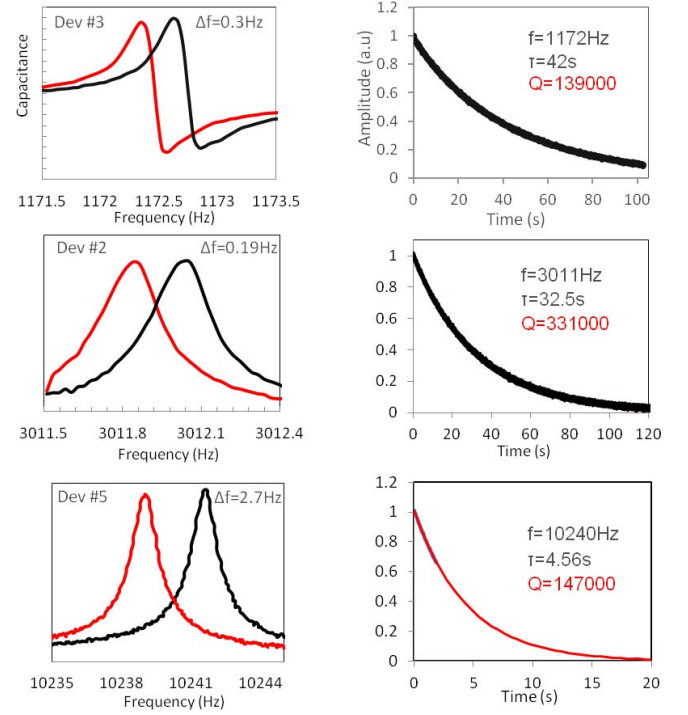 Dev #3
Δf=0.3Hz
Capacitance
1171.5 1172 1172.5 1173 1173.5
Frequency (Hz)
Amplitude (a.u)
1.2
1
0.8
0.6
0.4
0.2
0
f=1172Hz
τ=42s
Q=139000
0 20 40 60 80 100
Time (s)
Dev #2
Δf=0.19Hz
3011.5 3011.8 3012.1 3012.4
Frequency (Hz)
1
0.8
0.6
0.4
0.2
0
f=3011Hz
τ=32.5s
Q=331000
0 20 40 60 80 100 120
Time (s)
Dev #5
Δf=2.7Hz
10235 10238 10241 10244
Frequency (Hz)
1.2
1
0.8
0.6
0.4
0.2
0
f=10240Hz
τ=4.56s
Q=147000
0 5 10 15 20
Time (s)